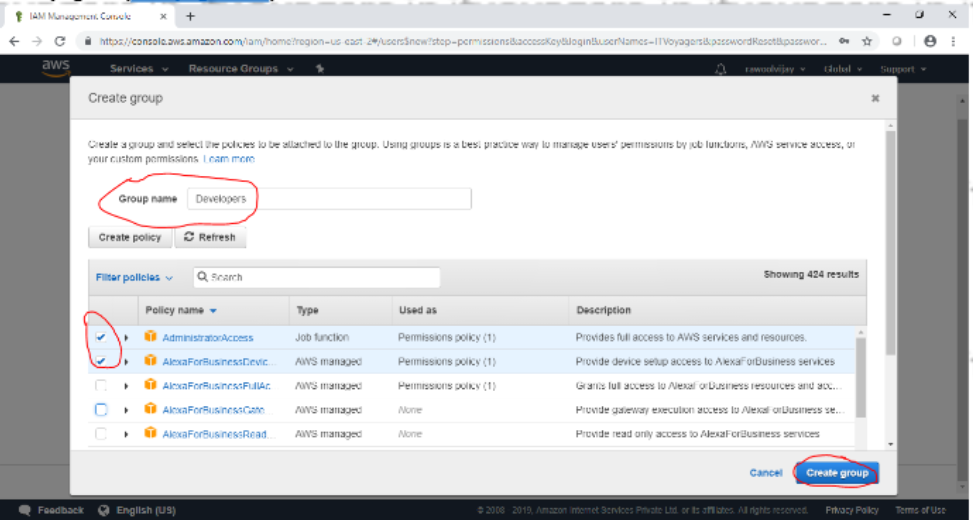 IAM Management Console
https://console.aws.amazon.com/iam/home?region=us-east-2#/users$new?step=permissions&accessKey&login&userNames=ITVoyagers&passwordReset&passwor...
aws Services Resource Groups rawoolvijay Global Support
Create group
Create a group and select the policies to be attached to the group. Using groups is a best practice way to manage users' permissions by job functions, AWS service access, or
your custom permissions. Learn more
Group name Developers
Create policy Refresh
Filter policies Search Showing 424 results
Policy name Type Used as Description
AdministratorAccess Job function Permissions policy (1) Provides full access to AWS services and resources.
AlexaForBusinessDevic... AWS managed Permissions policy (1) Provide device setup access to AlexaForBusiness services
AlexaForBusinessFullAc AWS managed Permissions policy (1) Grants full access to AlexaForBusiness resources and acc...
AlexaForBusinessGate AWS managed None Provide gateway execution access to AlexaForBusiness se...
AlexaForBusinessRead... AWS managed None Provide read only access to AlexaForBusiness services
Cancel Create group
Feedback English (US) © 2008 - 2019, Amazon Internet Services Private Ltd. or its affiliates. All rights reserved. Privacy Policy Terms of Use